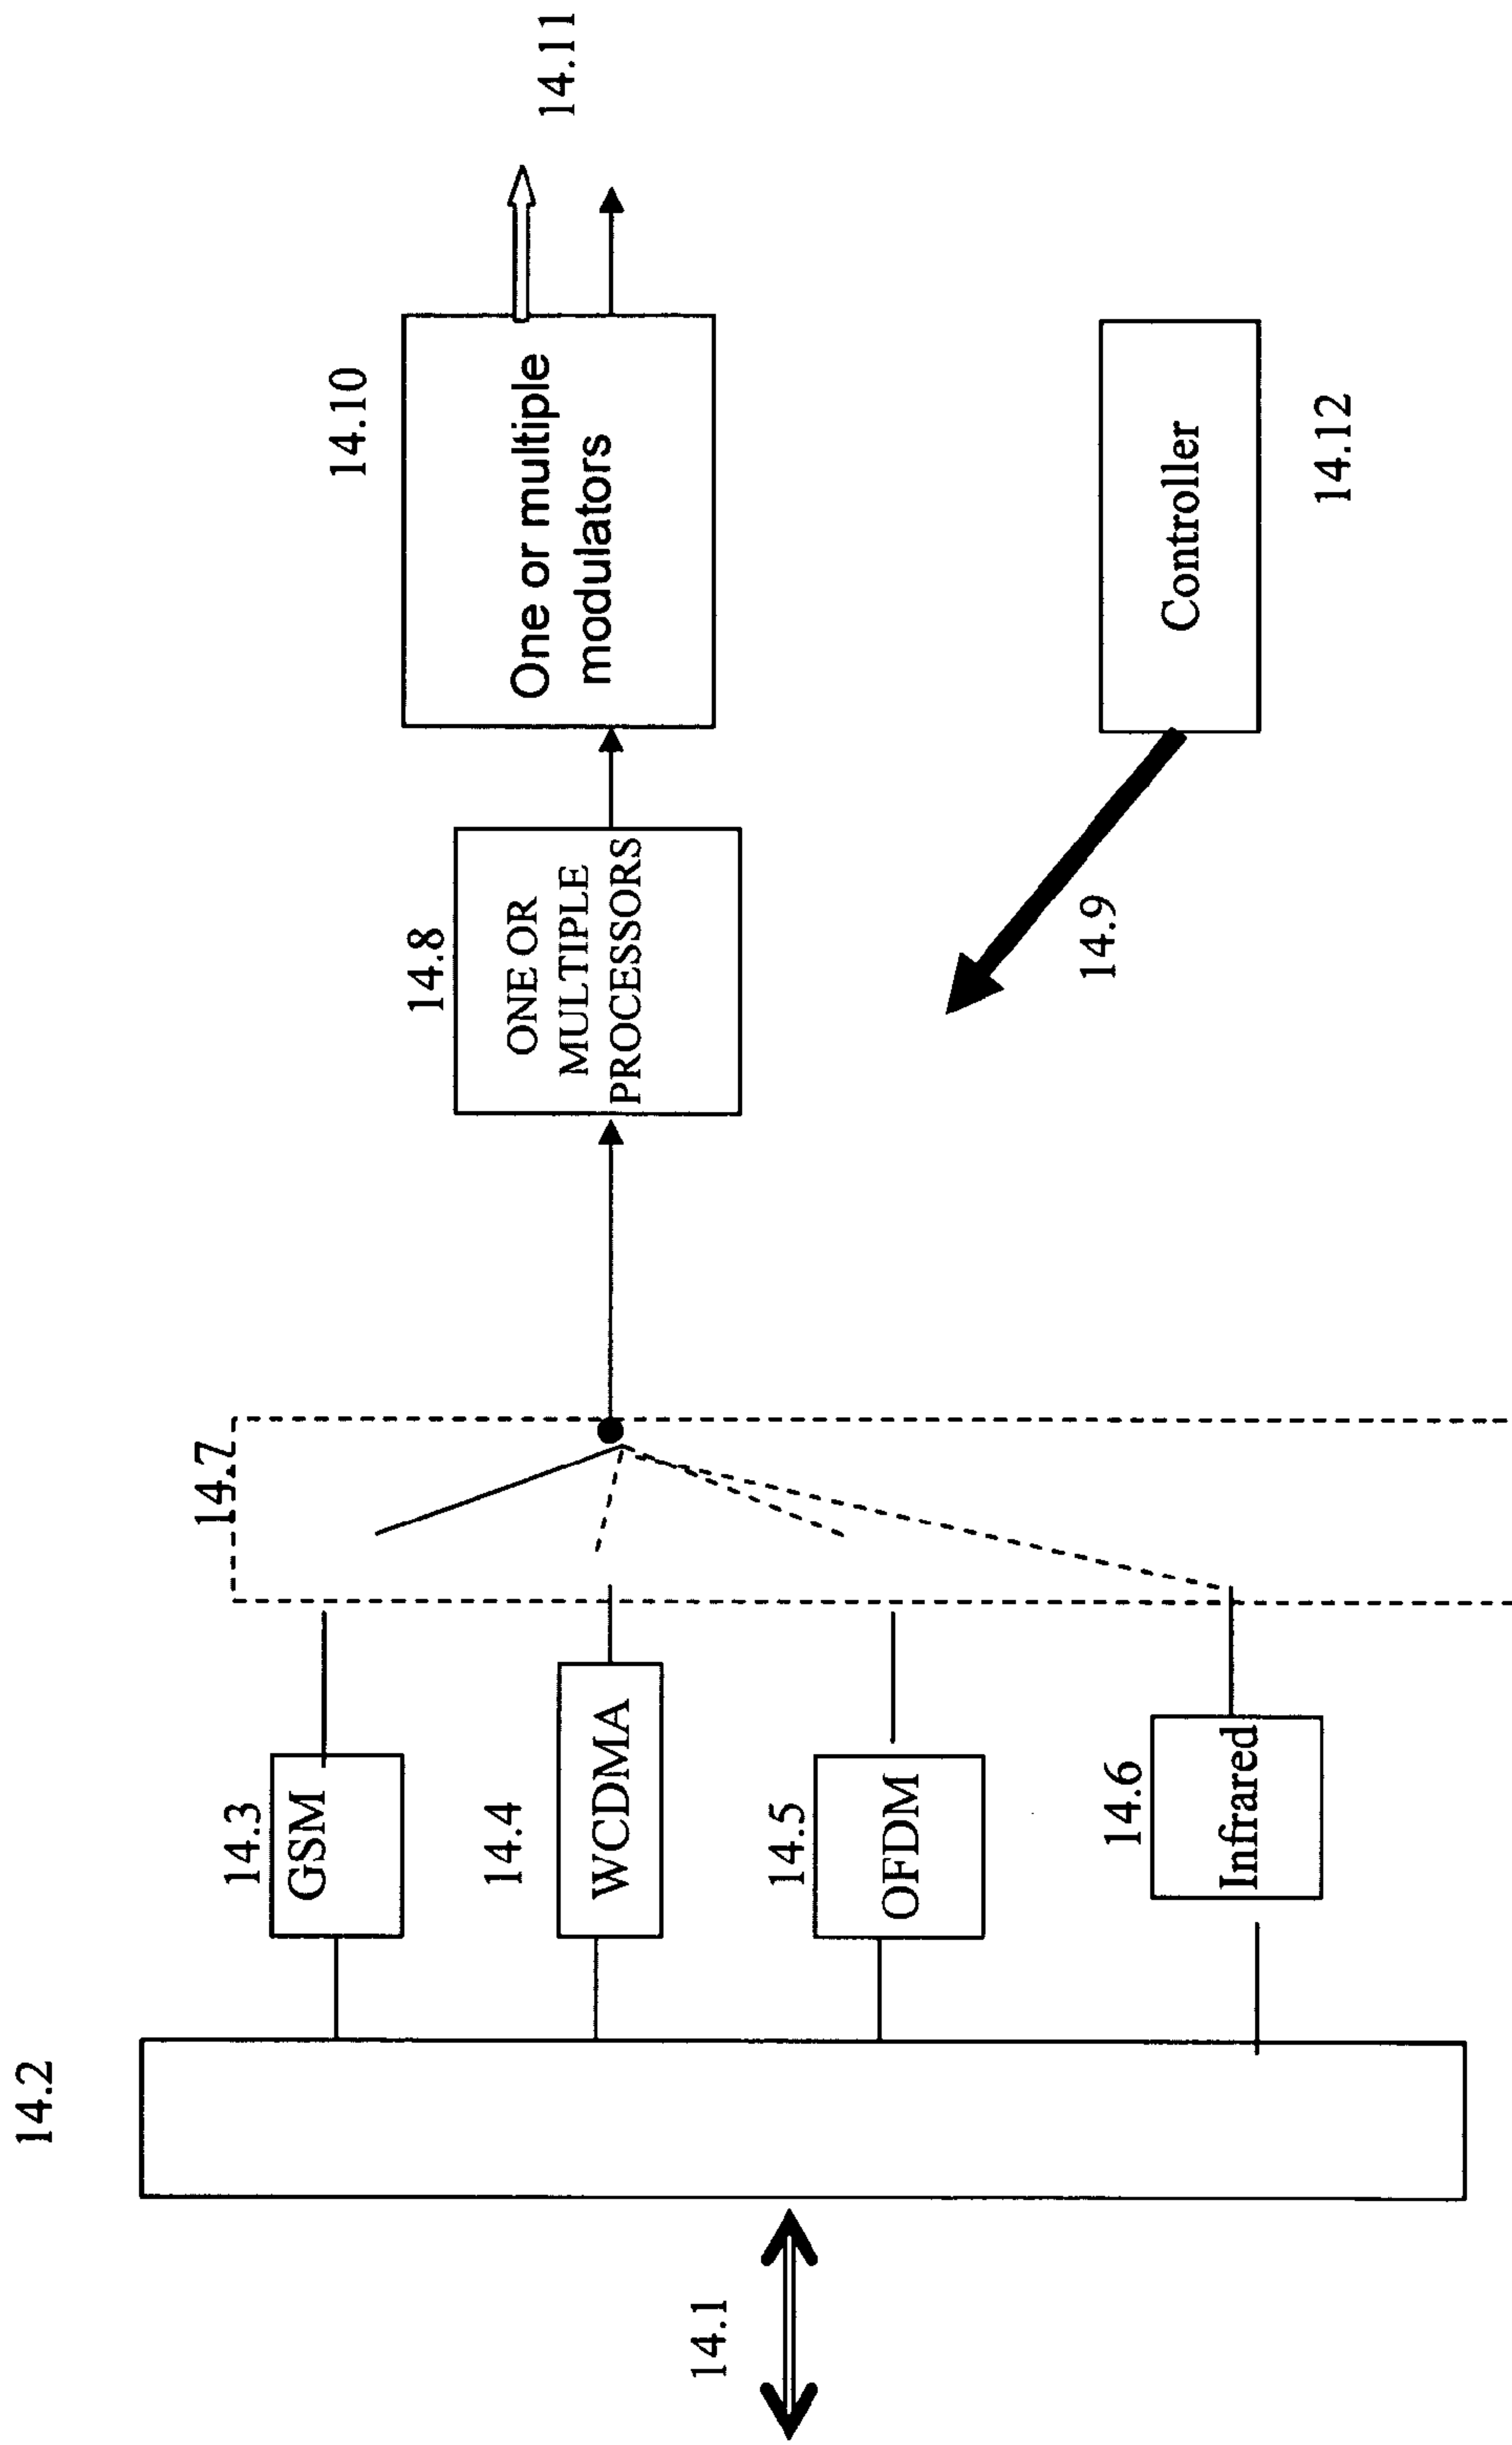 14.1
14.2
14.3
GSM
14.4
WCDMA
14.5
OFDM
14.6
Infrared
14.7
14.8
ONE OR
MULTIPLE
PROCESSORS
14.9
14.10
One or multiple
modulators
14.11
Controller
14.12